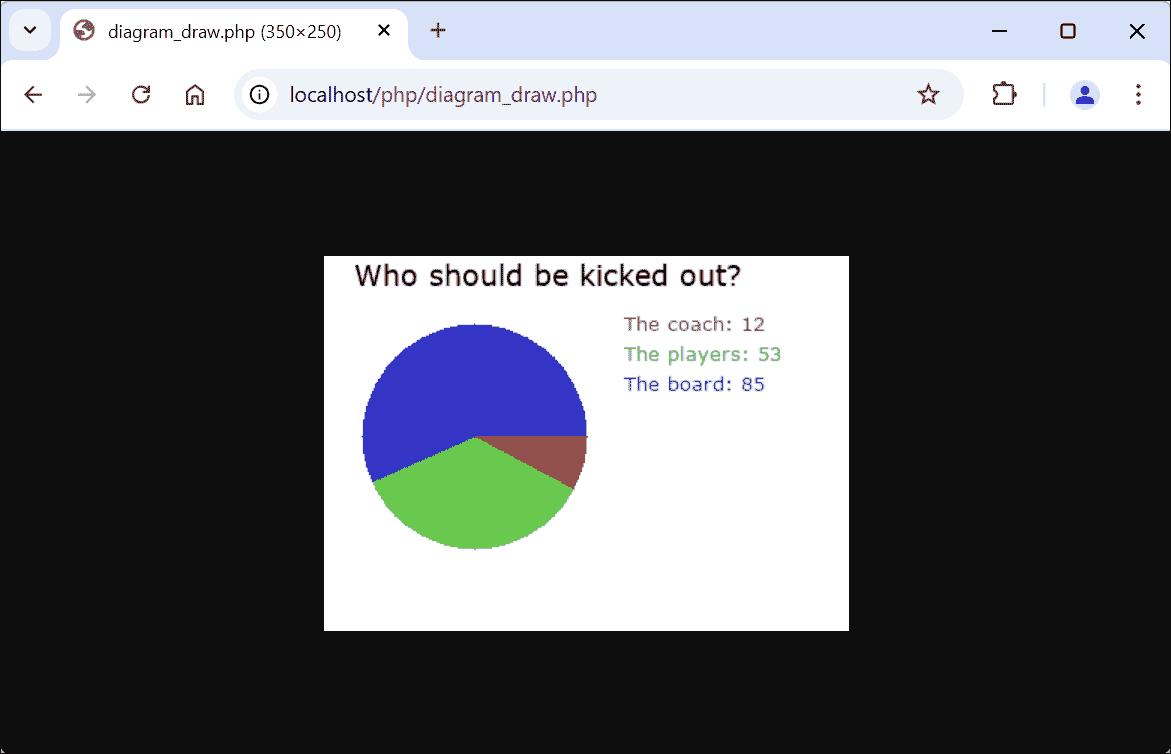 diagram_draw.php (350×250)
localhost/php/diagram_draw.php
Who should be kicked out?
The coach: 12
The players: 53
The board: 85